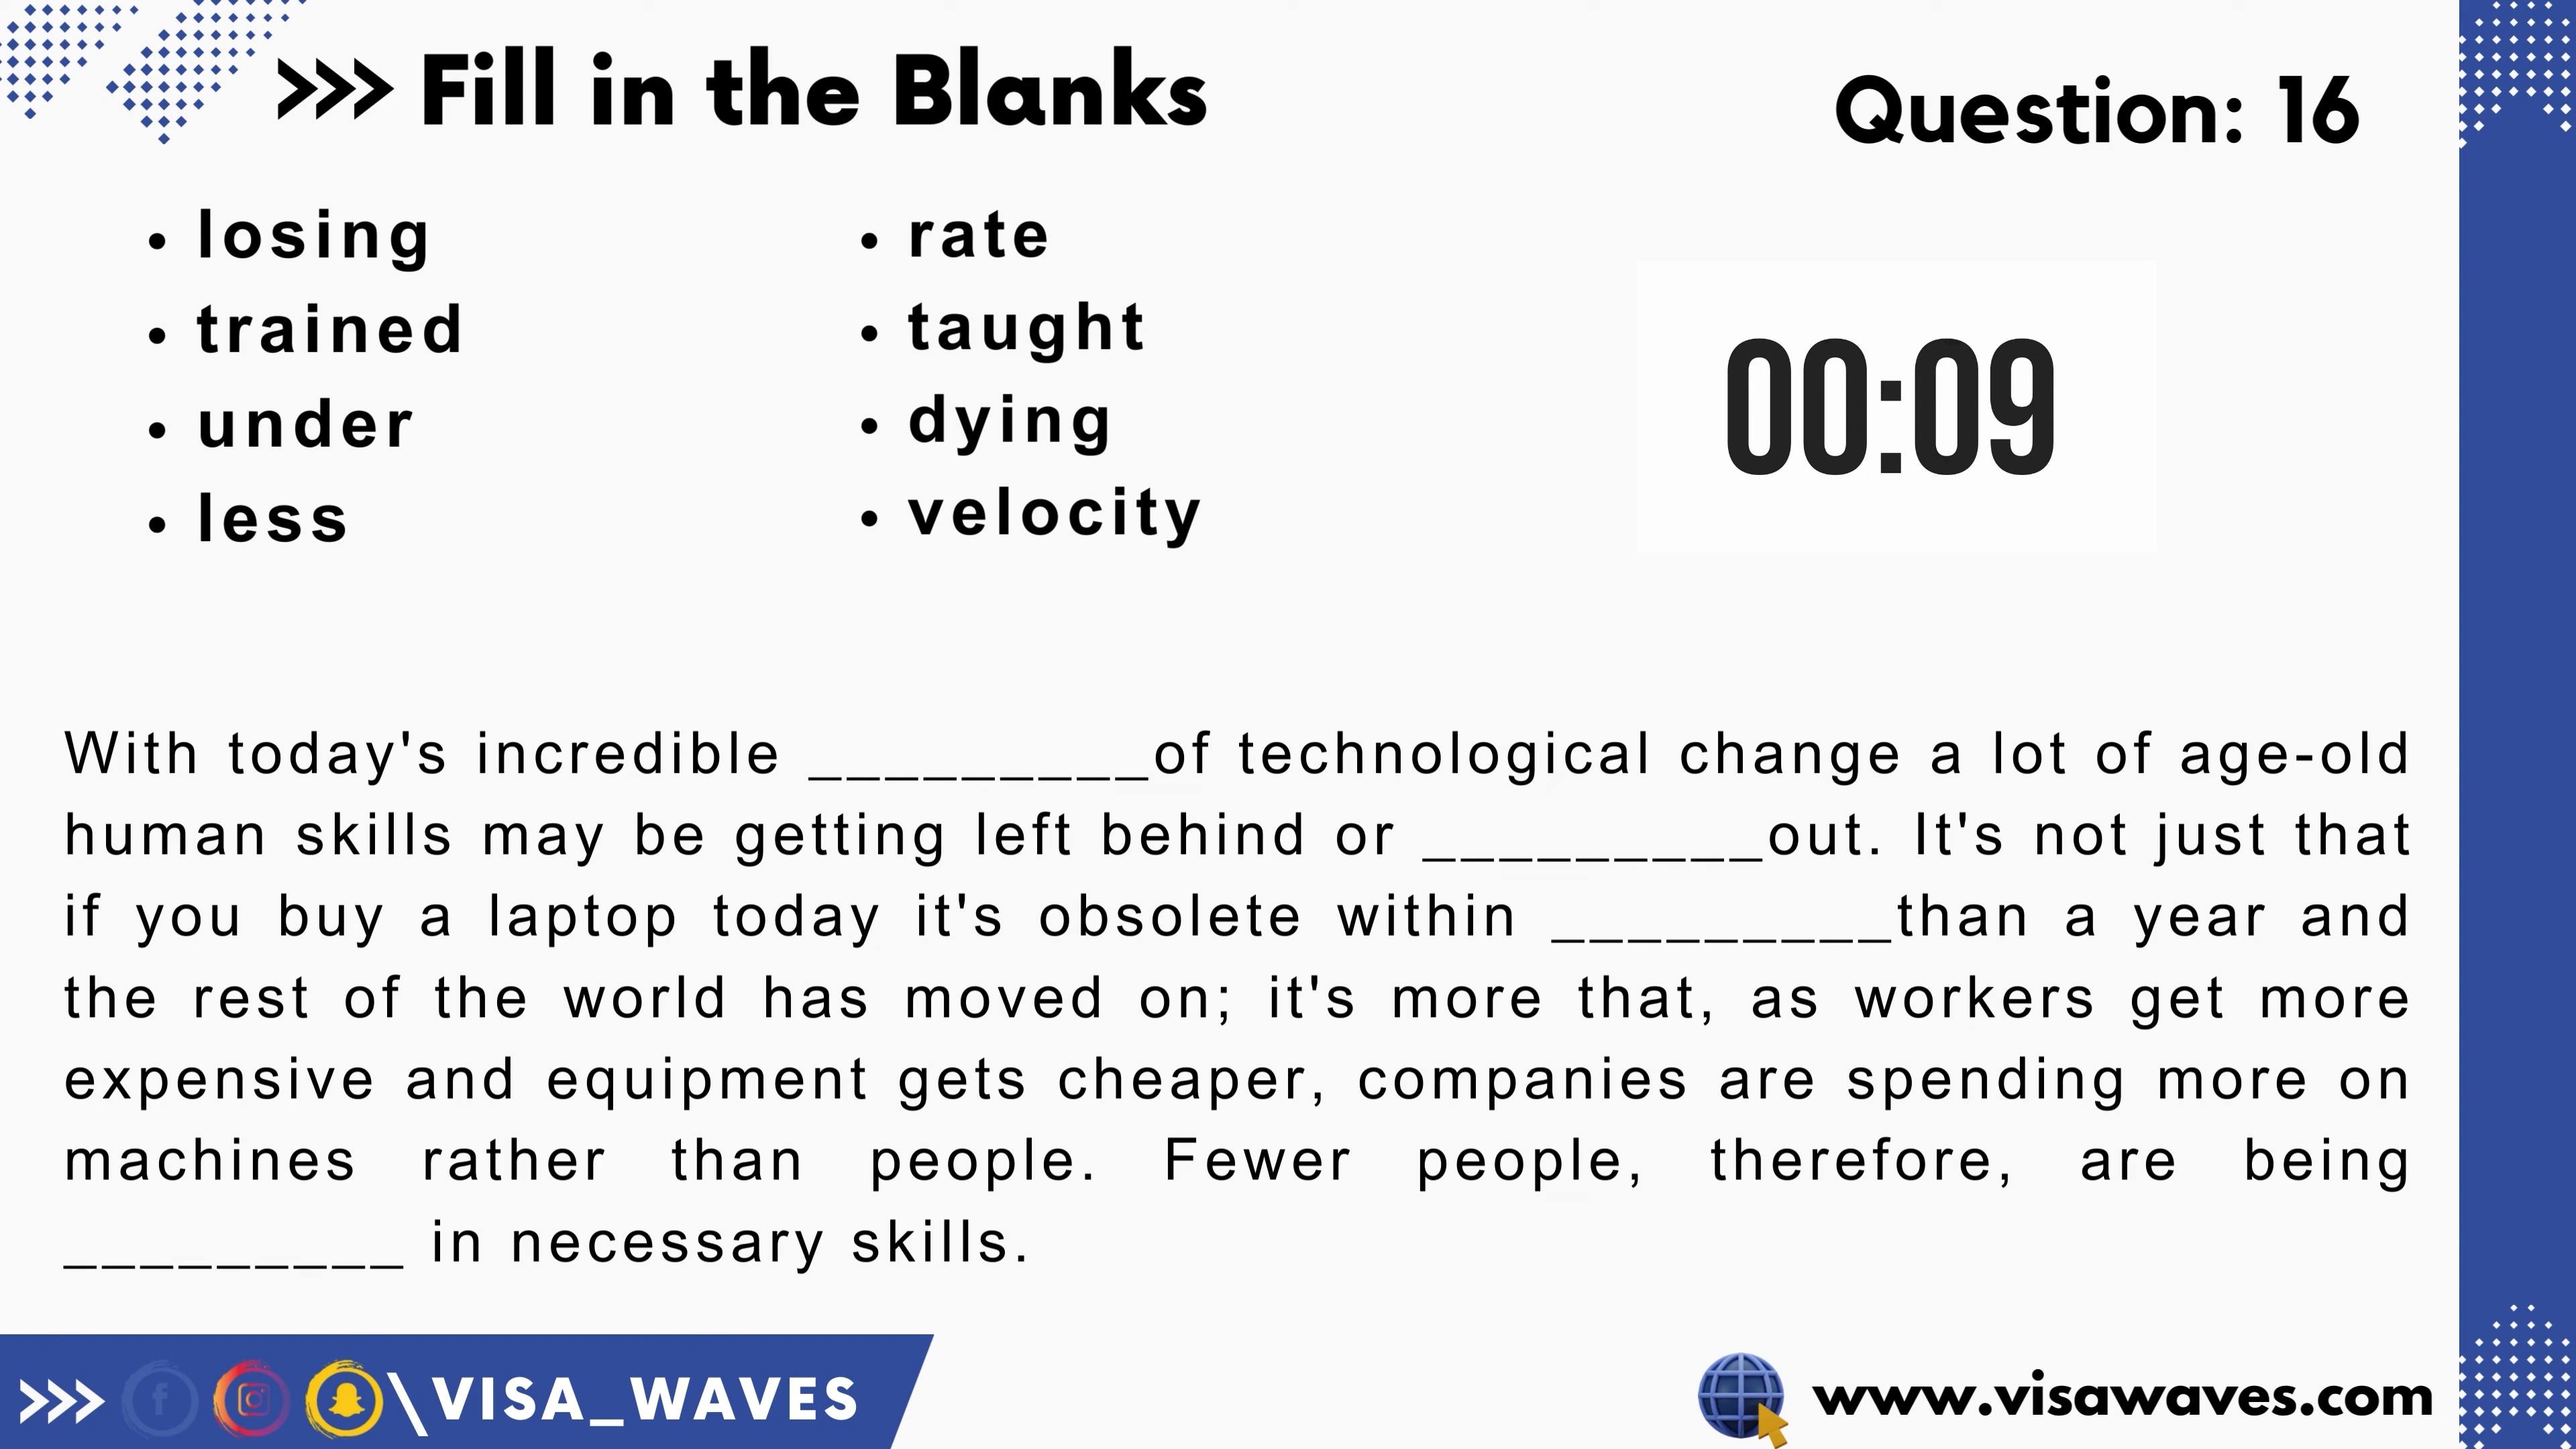 >>> Fill in the Blanks
Question: 16
• losing
• trained
• under
• less
• rate
• taught
• dying
• velocity
00:09
With today's incredible _________of technological change a lot of age-old
human skills may be getting left behind or _________out. It's not just that
if you buy a laptop today it's obsolete within _________than a year and
the rest of the world has moved on; it's more that, as workers get more
expensive and equipment gets cheaper, companies are spending more on
machines rather than people. Fewer people, therefore, are being
_________ in necessary skills.
>>> f \VISA_WAVES
www.visawaves.com